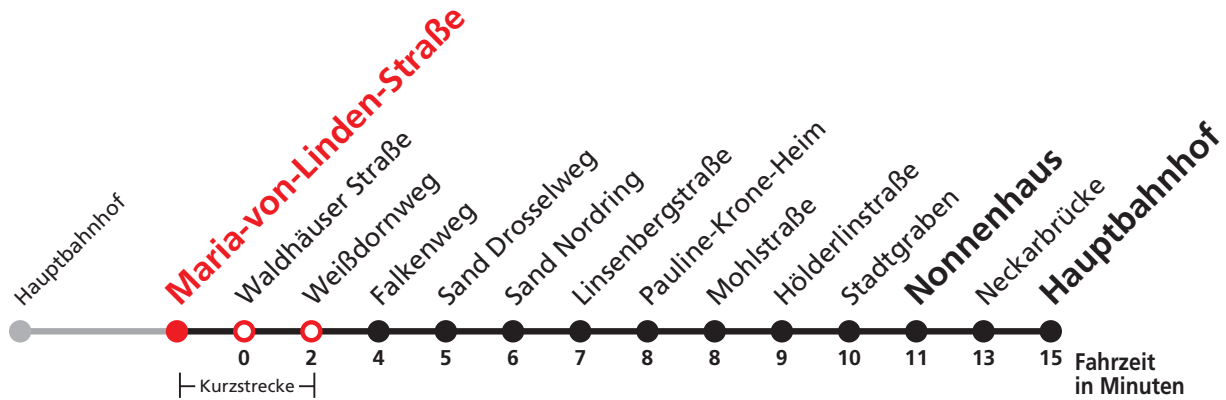 Hauptbahnhof
Maria-von-Linden-Straße
Waldhäuser Straße
Weißdornweg
Falkenweg
Sand Drosselweg
Sand Nordring
Linsenbergstraße
Pauline-Krone-Heim
Mohlstraße
Hölderlinstraße
Stadtgraben
Nonnenhaus
Neckarbrücke
Hauptbahnhof
0 2 4 5 6 7 8 8 9 10 11 13 15 Fahrzeit
in Minuten
Kurzstrecke